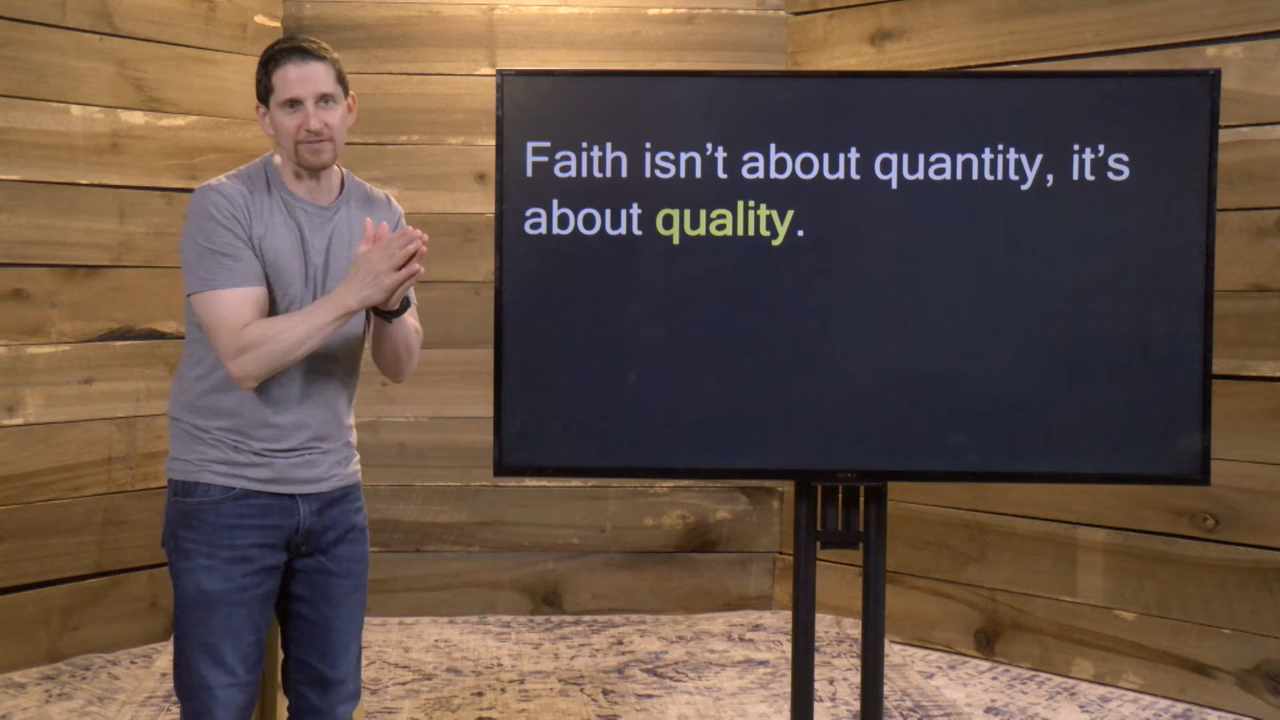 Faith isn’t about quantity, it’s
about quality.